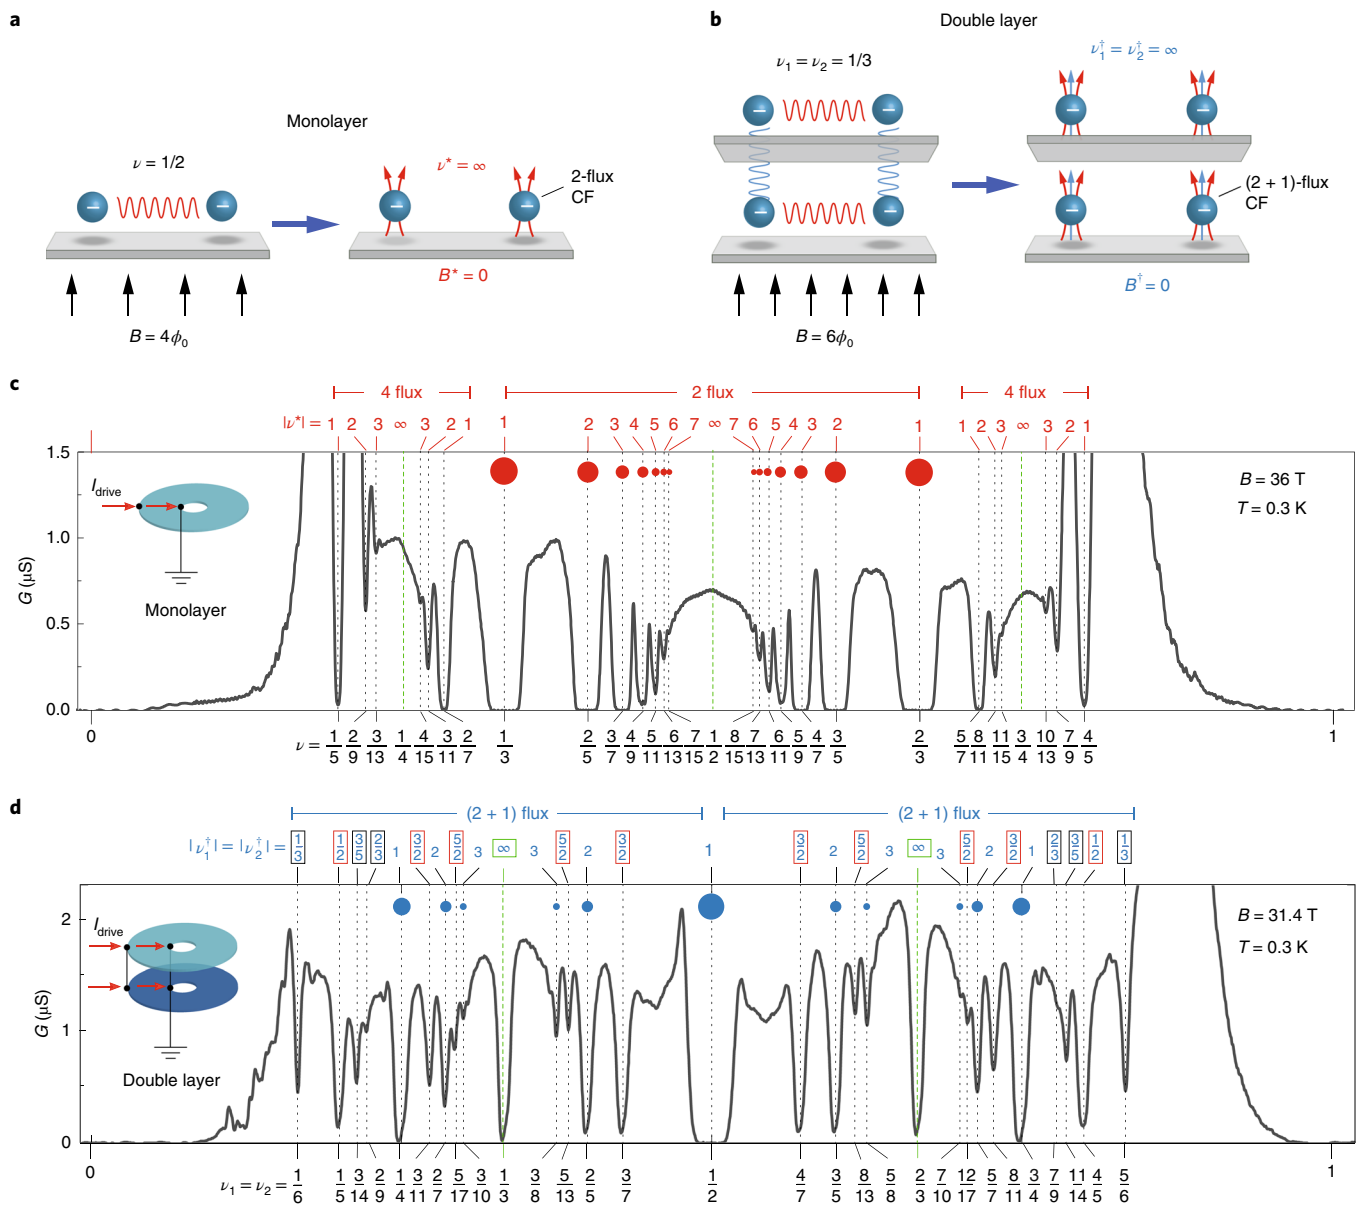 a
b
Double layer
Monolayer
ν = 1/2
ν* = ∞
2-flux
CF
B* = 0
B = 4ϕ₀
ν₁ = ν₂ = 1/3
ν₁† = ν₂† = ∞
(2 + 1)-flux
CF
B† = 0
B = 6ϕ₀
c
4 flux
2 flux
4 flux
|ν*| = 1 2 3 ∞ 3 2 1 1 2 3 4 5 6 7 ∞ 7 6 5 4 3 2 1 1 2 3 ∞ 3 2 1
1.5
1.0
0.5
0.0
G (μS)
I_drive
Monolayer
B = 36 T
T = 0.3 K
0
1
ν = 1/5 2/9 3/13 1/4 4/15 3/11 2/7 1/3 2/5 3/7 4/9 5/11 6/13 7/15 1/2 8/15 7/13 6/11 5/9 4/7 3/5 2/3 5/7 8/11 11/15 3/4 10/13 7/9 4/5
d
(2 + 1) flux
(2 + 1) flux
|ν₁†| = |ν₂†| = 1/3 1/2 3/5 2/3 1 3/2 2 5/2 3 ∞ 3 5/2 2 3/2 1 3/2 2 5/2 3 ∞ 3 5/2 2 3/2 1 2/3 3/5 1/2 1/3
2
1
0
G (μS)
I_drive
Double layer
B = 31.4 T
T = 0.3 K
0
1
ν₁ = ν₂ = 1/6 1/5 3/14 2/9 1/4 3/11 2/7 5/17 3/10 1/3 3/8 5/13 2/5 3/7 1/2 4/7 3/5 8/13 5/8 2/3 7/10 12/17 5/7 8/11 3/4 7/9 11/14 4/5 5/6